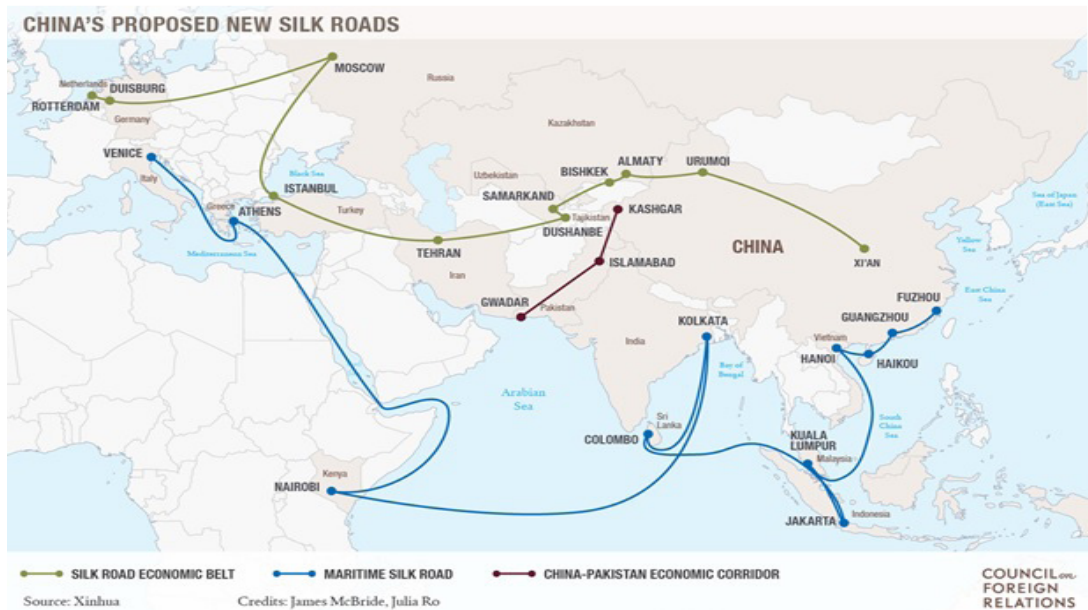 CHINA'S PROPOSED NEW SILK ROADS
MOSCOW
Russia
Netherlands
DUISBURG
ROTTERDAM
Germany
Kazakhstan
VENICE
Italy
Black Sea
ISTANBUL
Uzbekistan
BISHKEK
ALMATY
URUMQI
SAMARKAND
Greece
ATHENS
Turkey
Tajikistan
KASHGAR
DUSHANBE
Sea of Japan
(East Sea)
Mediterranean Sea
TEHRAN
CHINA
Yellow
Sea
Iran
ISLAMABAD
XI'AN
East China
Sea
GWADAR
Pakistan
FUZHOU
KOLKATA
GUANGZHOU
India
Vietnam
HANOI
HAIKOU
Bay of
Bengal
Arabian
Sea
Sri
Lanka
COLOMBO
South
China
Sea
KUALA
LUMPUR
Malaysia
Kenya
NAIROBI
JAKARTA
Indonesia
SILK ROAD ECONOMIC BELT
MARITIME SILK ROAD
CHINA-PAKISTAN ECONOMIC CORRIDOR
Source: Xinhua
Credits: James McBride, Julia Ro
COUNCIL on
FOREIGN
RELATIONS